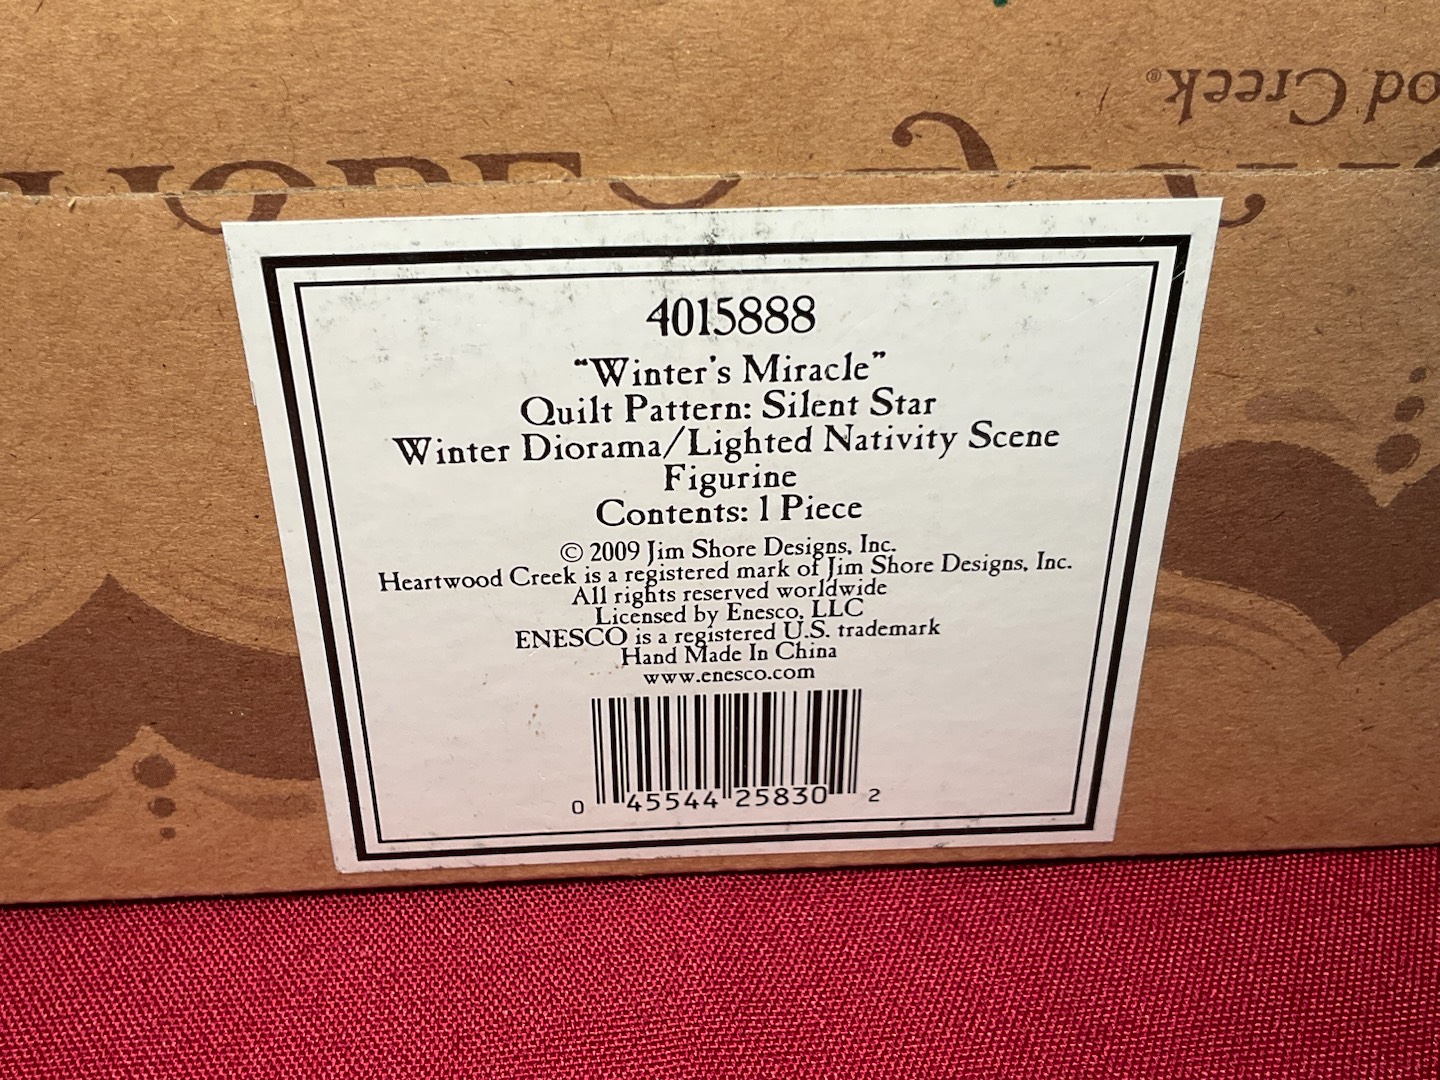 od Creek®
4015888
“Winter's Miracle”
Quilt Pattern: Silent Star
Winter Diorama/Lighted Nativity Scene
Figurine
Contents: 1 Piece
© 2009 Jim Shore Designs, Inc.
Heartwood Creek is a registered mark of Jim Shore Designs, Inc.
All rights reserved worldwide
Licensed by Enesco, LLC
ENESCO is a registered U.S. trademark
Hand Made In China
www.enesco.com
0 45544 25830 2